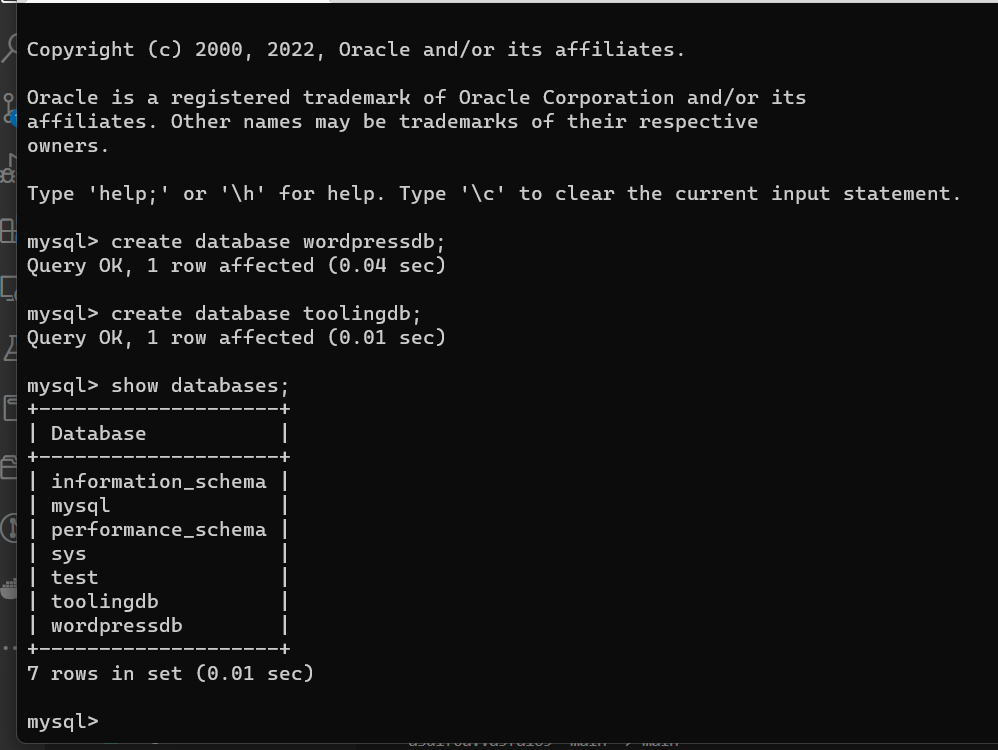 Copyright (c) 2000, 2022, Oracle and/or its affiliates.
Oracle is a registered trademark of Oracle Corporation and/or its
affiliates. Other names may be trademarks of their respective
owners.
Type 'help;' or '\h' for help. Type '\c' to clear the current input statement.
mysql> create database wordpressdb;
Query OK, 1 row affected (0.04 sec)
mysql> create database toolingdb;
Query OK, 1 row affected (0.01 sec)
mysql> show databases;
+--------------------+
| Database           |
+--------------------+
| information_schema |
| mysql              |
| performance_schema |
| sys                |
| test               |
| toolingdb          |
| wordpressdb        |
+--------------------+
7 rows in set (0.01 sec)
mysql>